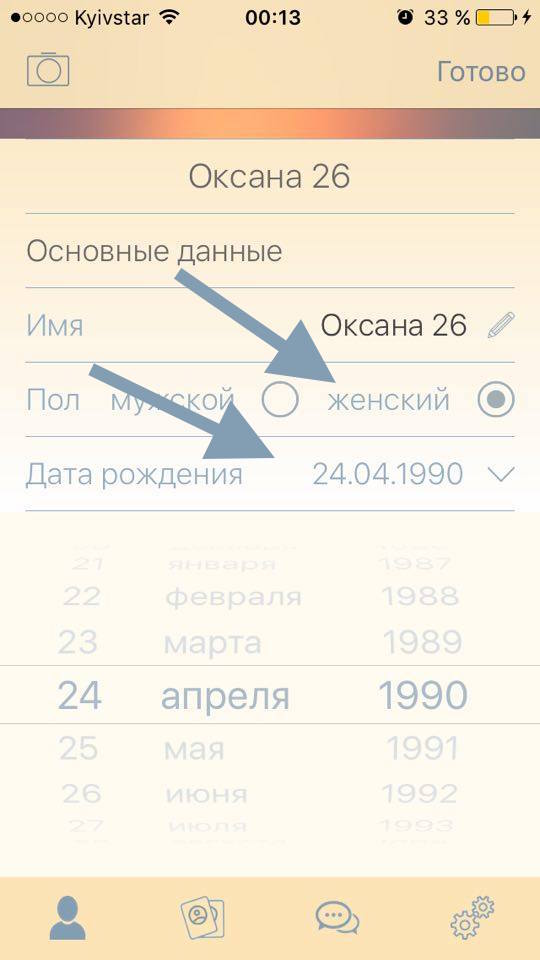 Kyivstar 00:13 33 %
Готово
Оксана 26
Основные данные
Имя Оксана 26
Пол мужской женский
Дата рождения 24.04.1990
21 января 1987
22 февраля 1988
23 марта 1989
24 апреля 1990
25 мая 1991
26 июня 1992
27 июля 1993